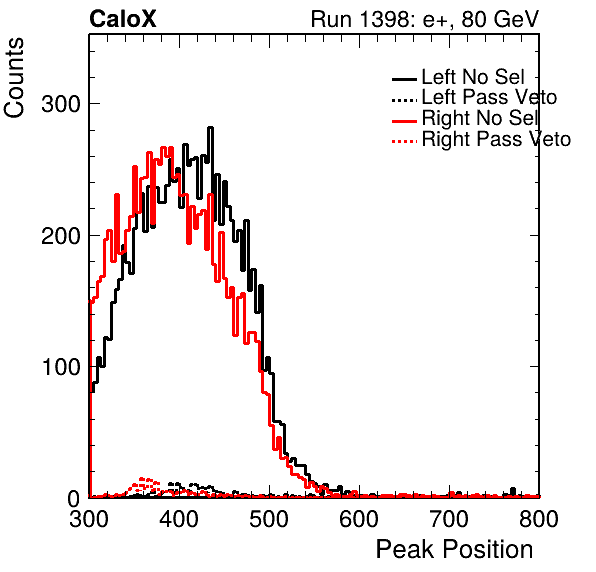 CaloX Run 1398: e+, 80 GeV
Counts
Left No Sel
Left Pass Veto
Right No Sel
Right Pass Veto
300
200
100
0
300 400 500 600 700 800
Peak Position